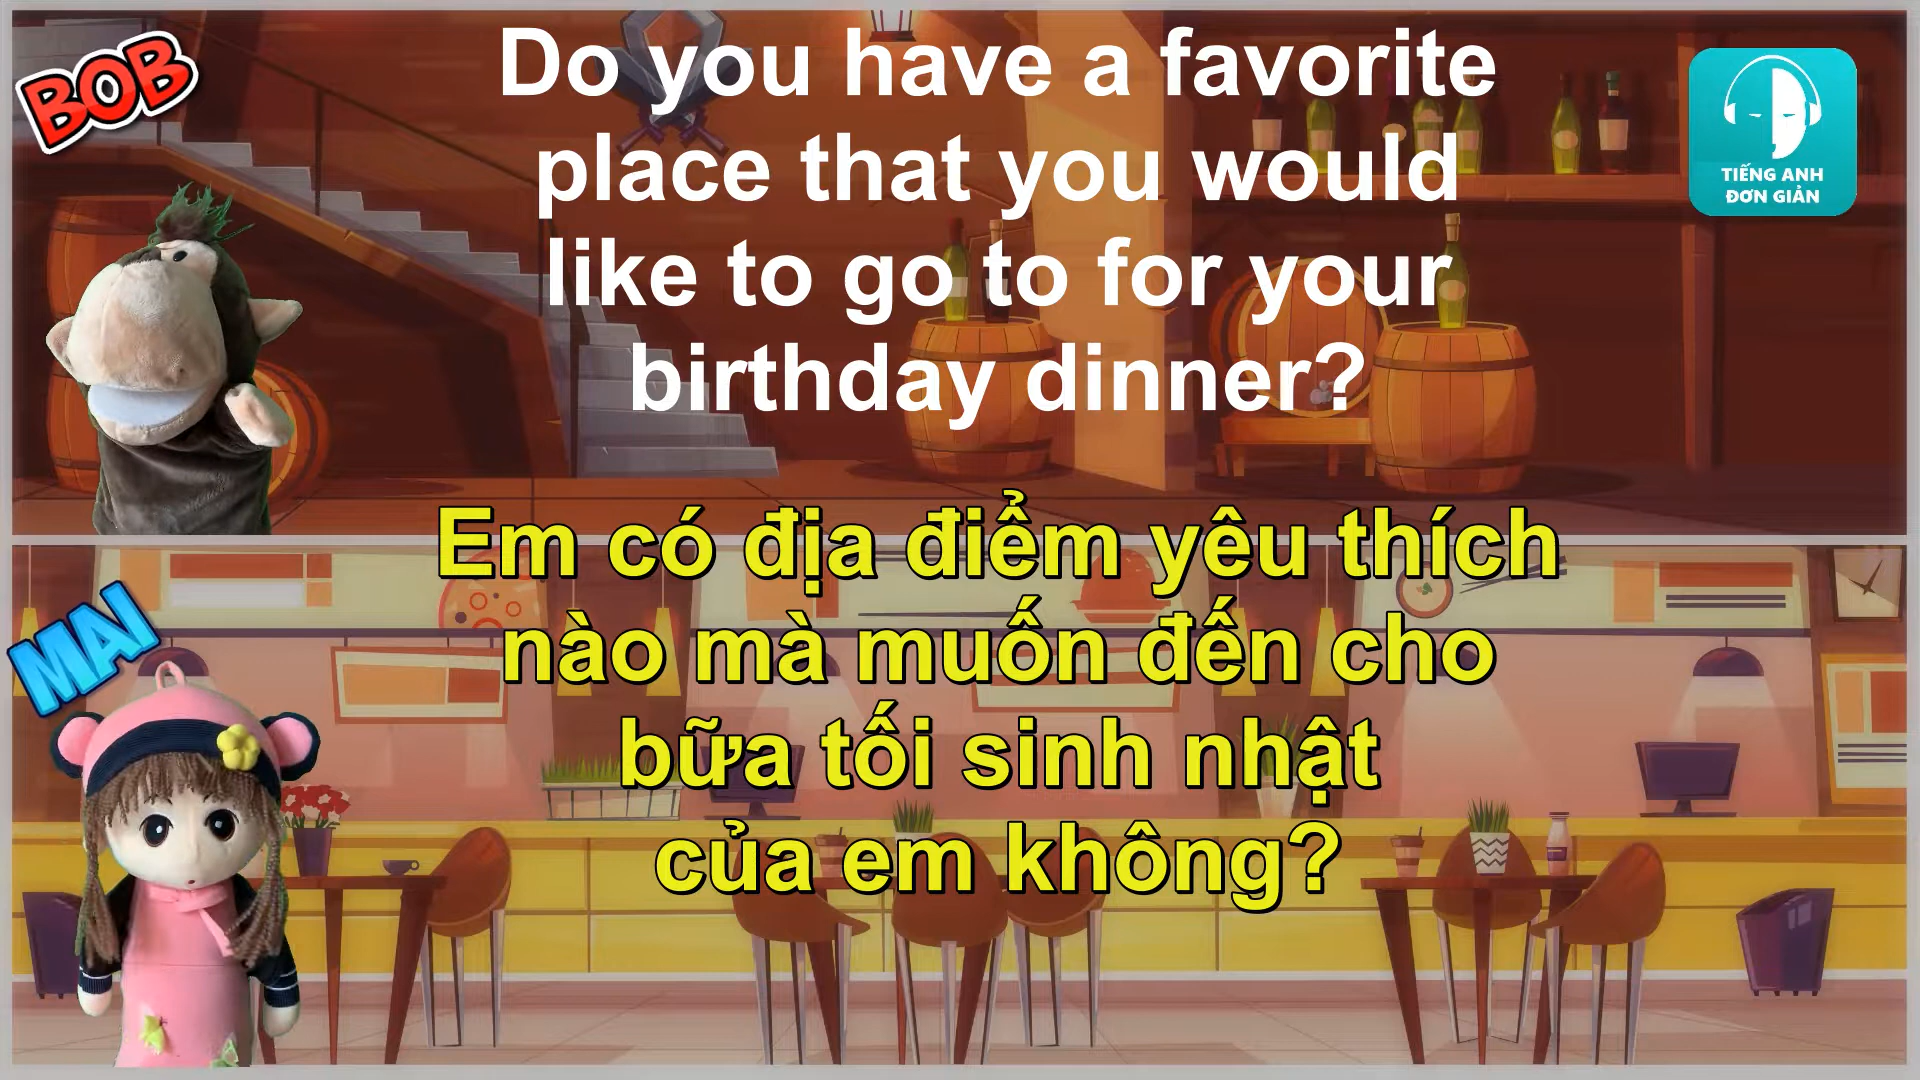 BOB
Do you have a favorite
place that you would
like to go to for your
birthday dinner?
TIẾNG ANH
ĐƠN GIẢN
Em có địa điểm yêu thích
nào mà muốn đến cho
bữa tối sinh nhật
của em không?
MAI